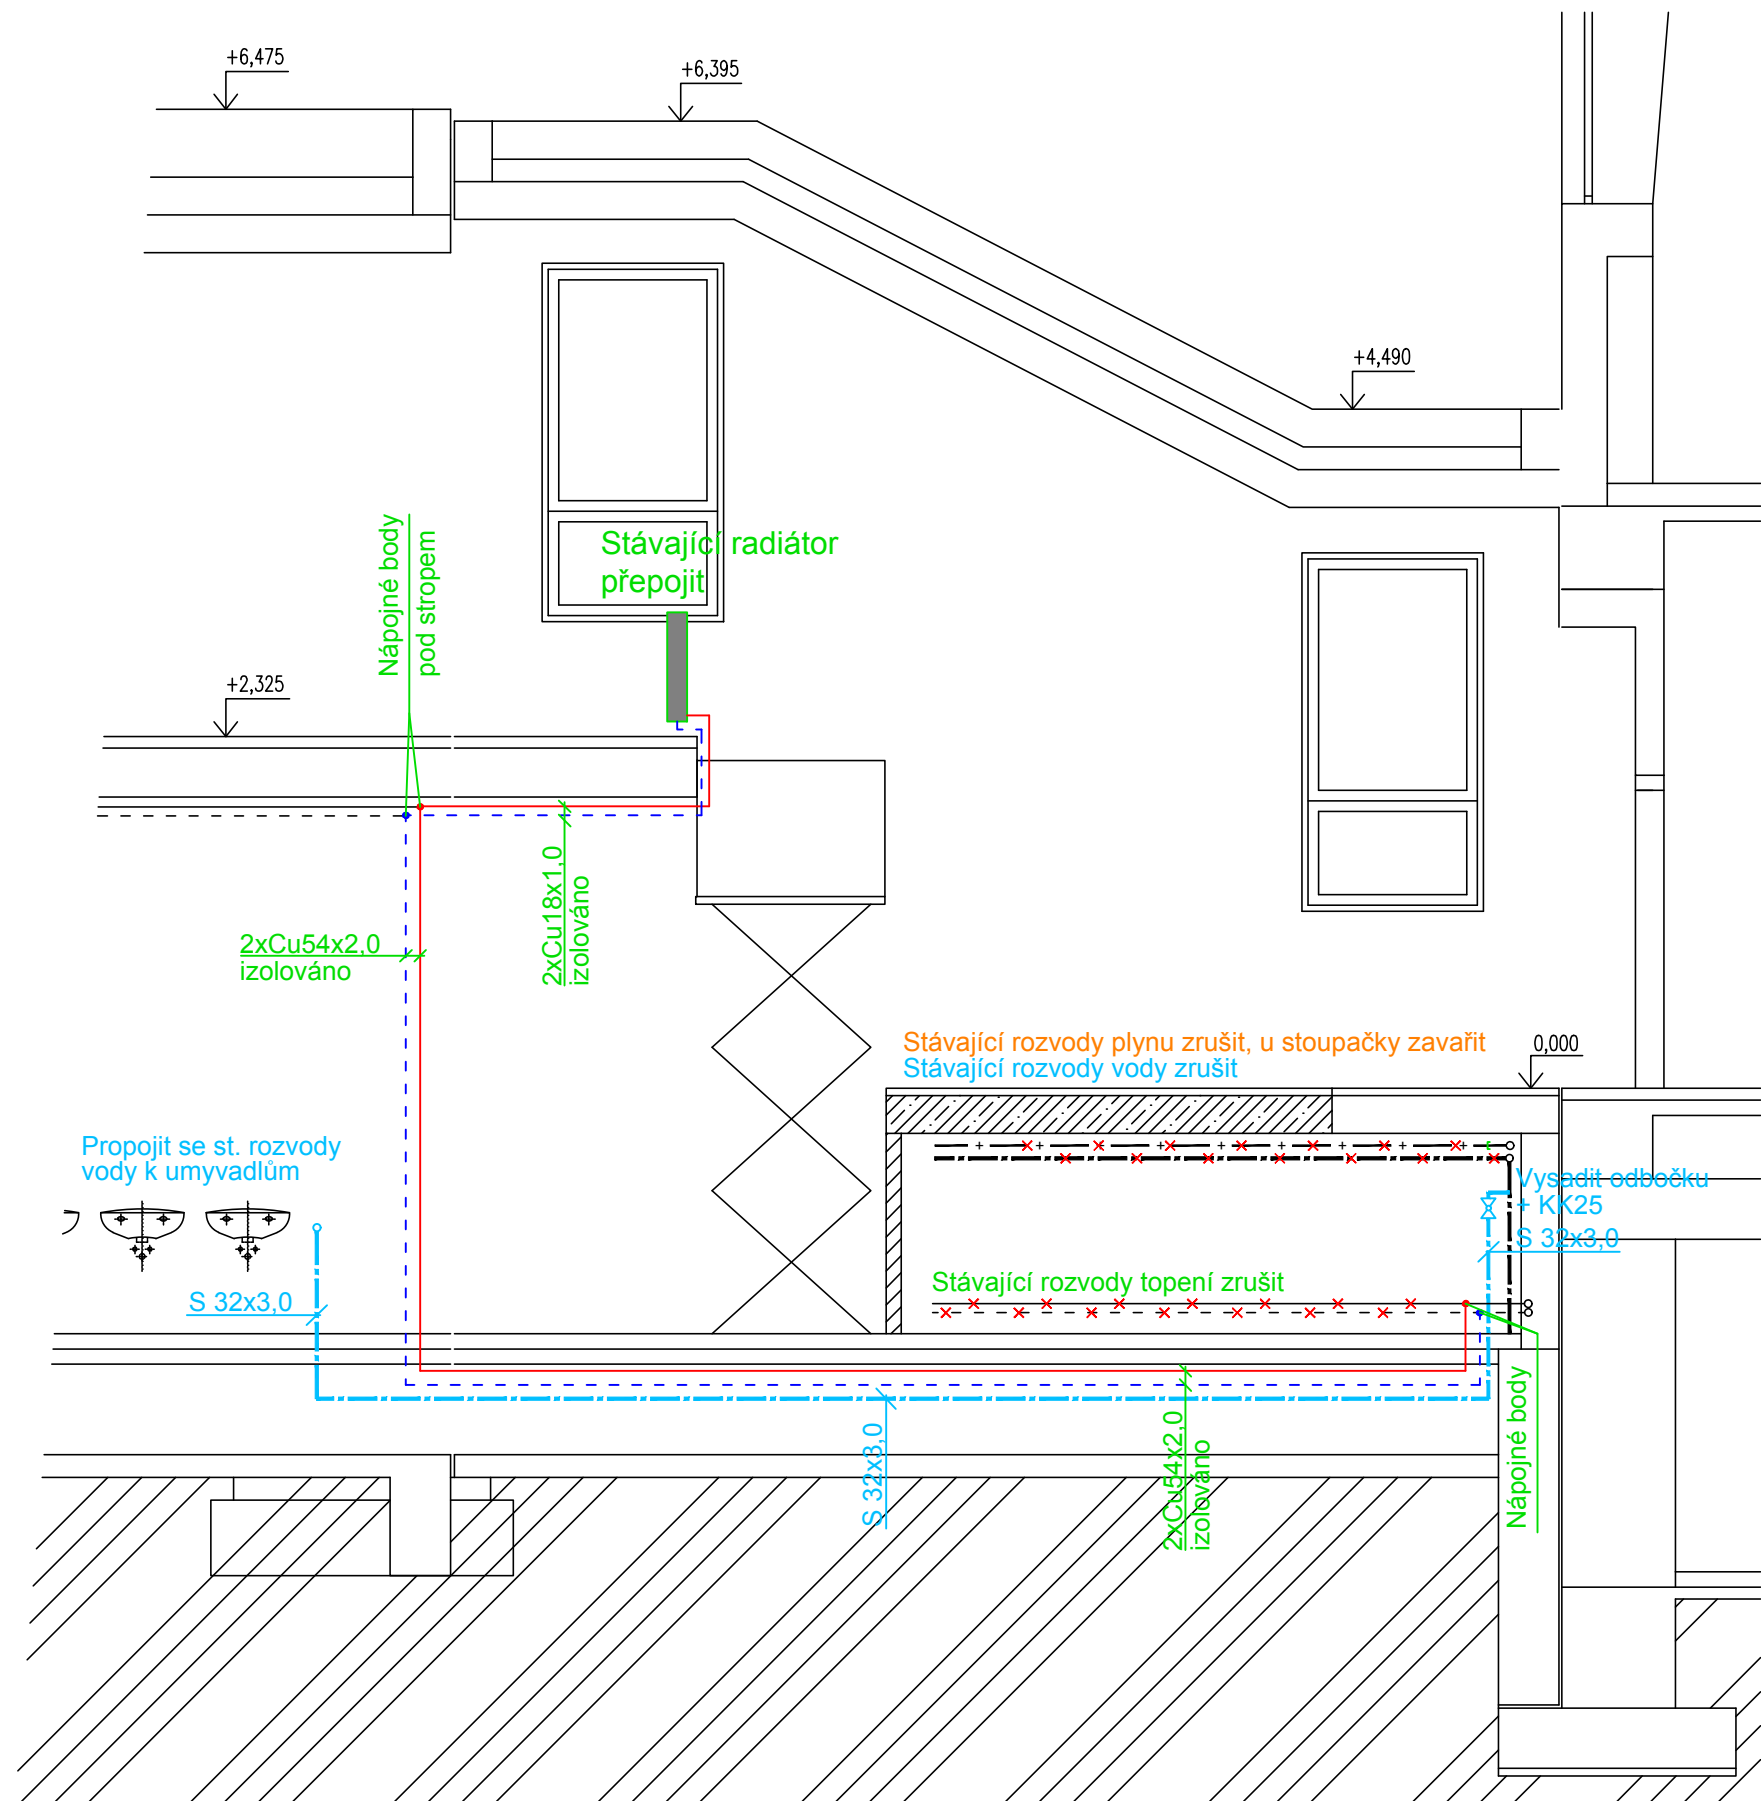 +6,475
+6,395
+4,490
Nápojné body
pod stropem
Stávající radiátor
přepojit
+2,325
2xCu18x1,0
izolováno
2xCu54x2,0
izolováno
Stávající rozvody plynu zrušit, u stoupačky zavařit
Stávající rozvody vody zrušit
0,000
Propojit se st. rozvody
vody k umyvadlům
Vysadit odbočku
+ KK25
S 32x3,0
Stávající rozvody topení zrušit
S 32x3,0
S 32x3,0
2xCu54x2,0
izolováno
Nápojné body